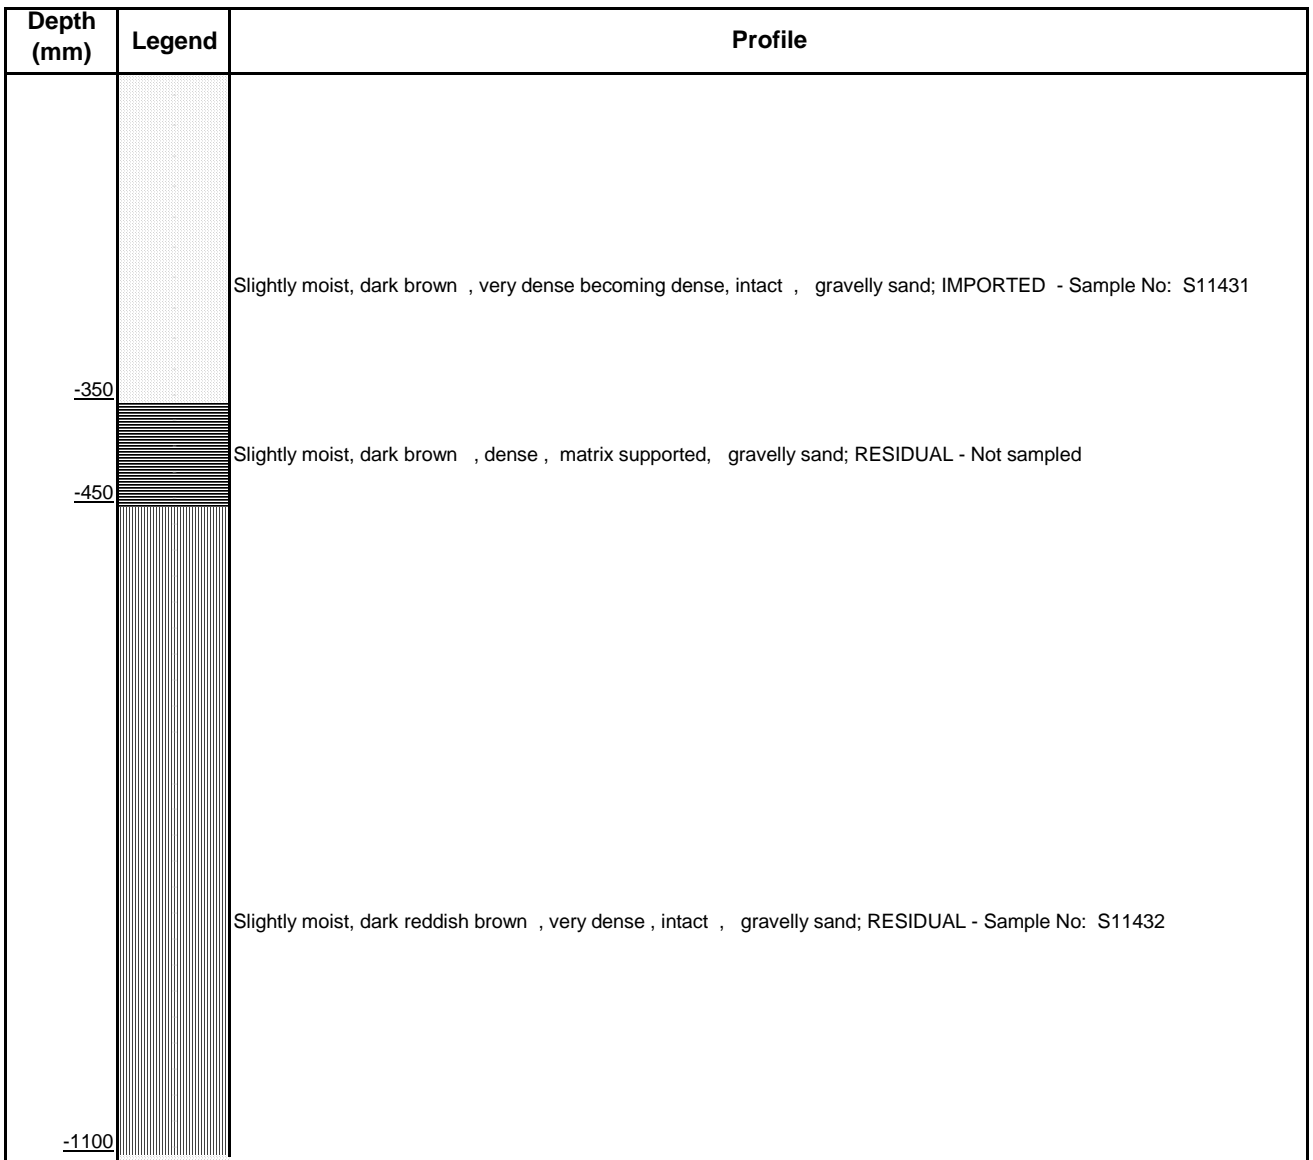 Depth
(mm)
Legend
Profile
Slightly moist, dark brown , very dense becoming dense, intact , gravelly sand; IMPORTED - Sample No: S11431
-350
Slightly moist, dark brown , dense , matrix supported, gravelly sand; RESIDUAL - Not sampled
-450
Slightly moist, dark reddish brown , very dense , intact , gravelly sand; RESIDUAL - Sample No: S11432
-1100